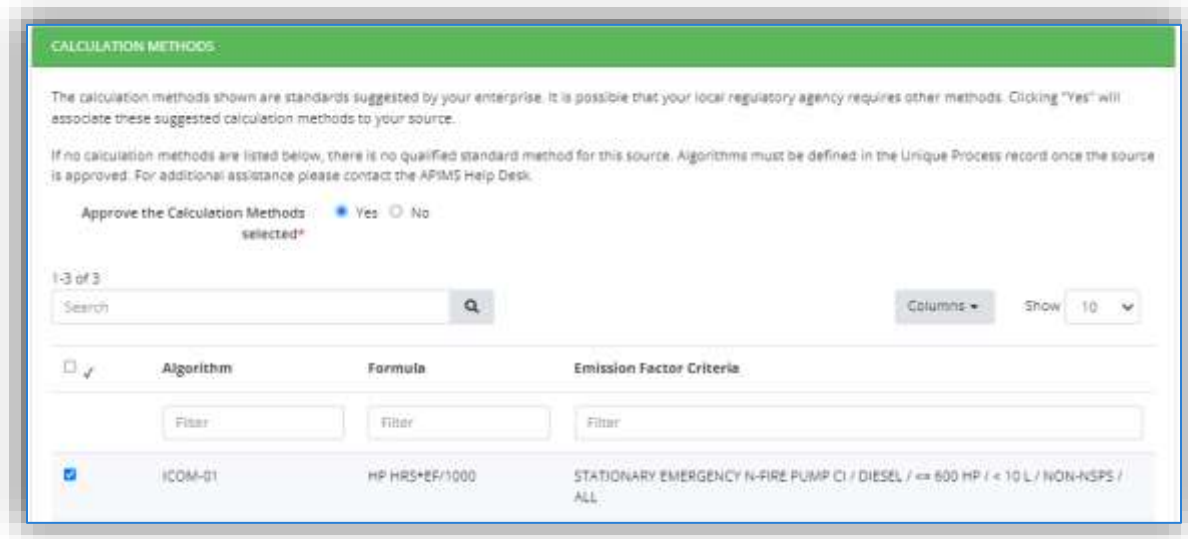 CALCULATION METHODS
The calculation methods shown are standards suggested by your enterprise. It is possible that your local regulatory agency requires other methods. Clicking "Yes" will
associate these suggested calculation methods to your source.
If no calculation methods are listed below, there is no qualified standard method for this source. Algorithms must be defined in the Unique Process record once the source
is approved. For additional assistance please contact the APIMS Help Desk.
Approve the Calculation Methods Yes No
selected*
1-3 of 3
Search Columns Show 10
Algorithm Formula Emission Factor Criteria
Filter Filter Filter
ICOM-01 HP HRS*EF/1000 STATIONARY EMERGENCY N-FIRE PUMP CI / DIESEL / <= 600 HP / < 10 L / NON-NSPS /
ALL